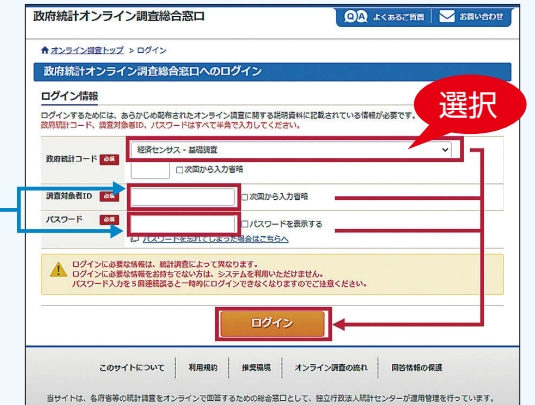 政府統計オンライン調査総合窓口
QA よくあるご質問
お問い合わせ
オンライン調査トップ > ログイン
政府統計オンライン調査総合窓口へのログイン
ログイン情報
ログインするためには、あらかじめ配布されたオンライン調査に関する説明資料に記載されている情報が必要です。
政府統計コード、調査対象者ID、パスワードはすべて半角で入力してください。
選択
政府統計コード 必須
経済センサス‐基礎調査
次回から入力省略
調査対象者ID 必須
次回から入力省略
パスワード 必須
パスワードを表示する
パスワードを忘れてしまった場合はこちらへ
ログインに必要な情報は、統計調査によって異なります。
ログインに必要な情報をお持ちでない方は、システムを利用いただけません。
パスワード入力を5回連続誤ると一時的にログインできなくなりますのでご注意ください。
ログイン
このサイトについて
利用規約
推奨環境
オンライン調査の流れ
回答情報の保護
当サイトは、各府省等の統計調査をオンラインで回答するための総合窓口として、独立行政法人統計センターが運用管理を行っています。